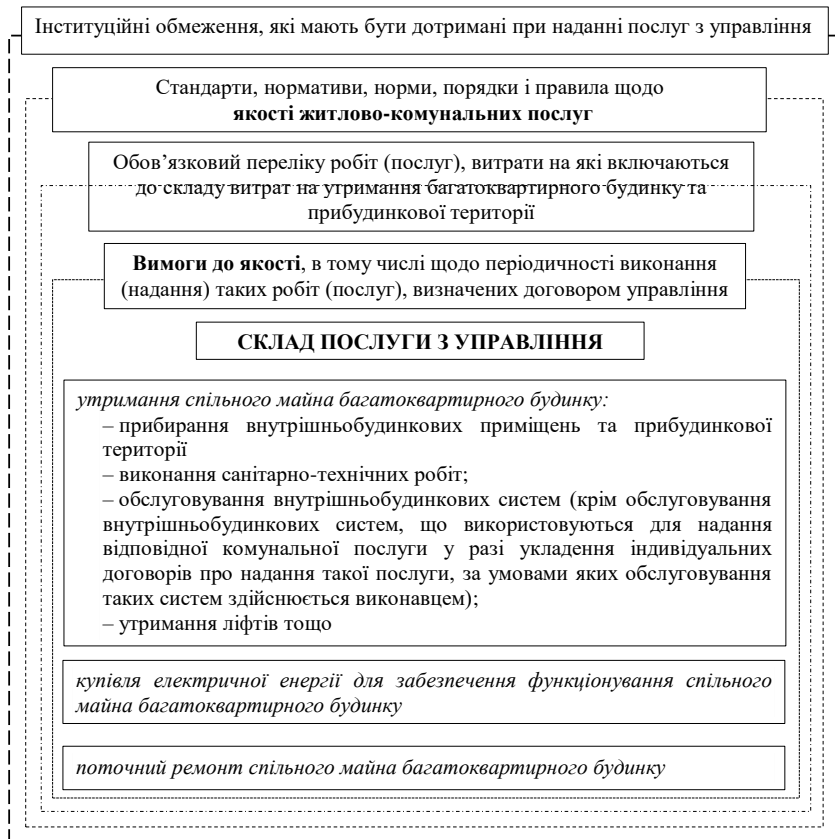 Інституційні обмеження, які мають бути дотримані при наданні послуг з управління
Стандарти, нормативи, норми, порядки і правила щодо
якості житлово-комунальних послуг
Обов’язковий переліку робіт (послуг), витрати на які включаються
до складу витрат на утримання багатоквартирного будинку та
прибудинкової території
Вимоги до якості, в тому числі щодо періодичності виконання
(надання) таких робіт (послуг), визначених договором управління
СКЛАД ПОСЛУГИ З УПРАВЛІННЯ
утримання спільного майна багатоквартирного будинку:
– прибирання внутрішньобудинкових приміщень та прибудинкової
території
– виконання санітарно-технічних робіт;
– обслуговування внутрішньобудинкових систем (крім обслуговування
внутрішньобудинкових систем, що використовуються для надання
відповідної комунальної послуги у разі укладення індивідуальних
договорів про надання такої послуги, за умовами яких обслуговування
таких систем здійснюється виконавцем);
– утримання ліфтів тощо
купівля електричної енергії для забезпечення функціонування спільного
майна багатоквартирного будинку
поточний ремонт спільного майна багатоквартирного будинку